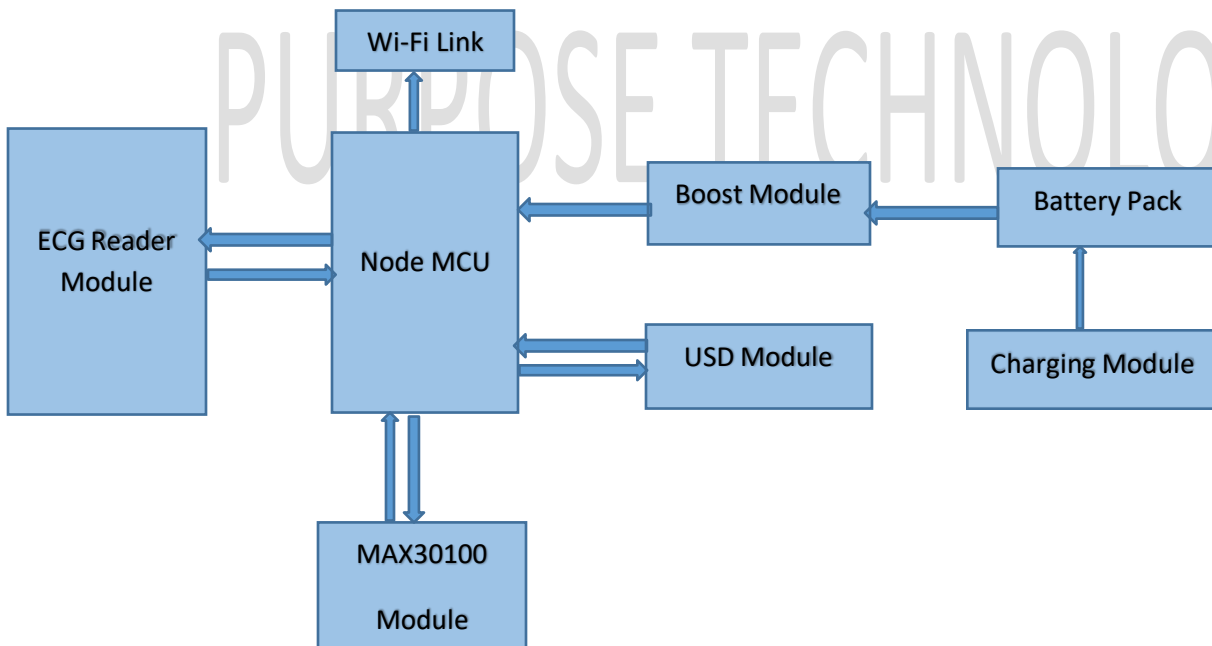 PURPOSE TECHNOLO
Wi-Fi Link
ECG Reader
Module
Node MCU
Boost Module
Battery Pack
USD Module
Charging Module
MAX30100
Module